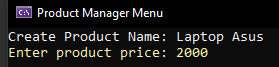 Product Manager Menu
Create Product Name: Laptop Asus
Enter product price: 2000